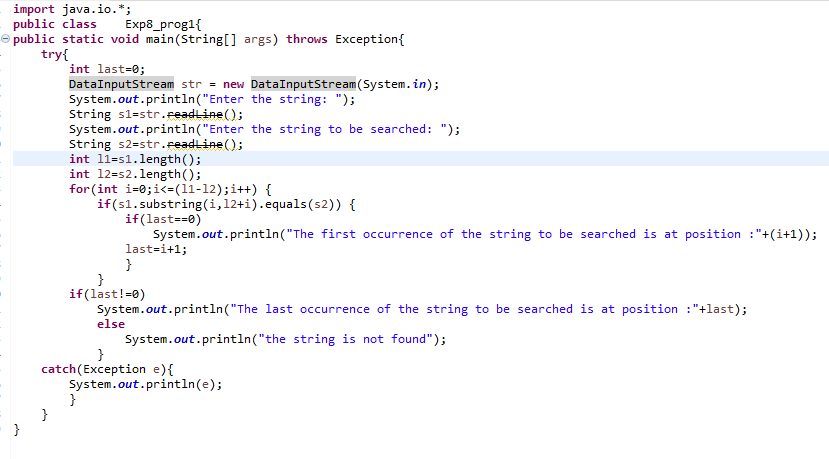 import java.io.*;
public class    Exp8_prog1{
public static void main(String[] args) throws Exception{
    try{
        int last=0;
        DataInputStream str = new DataInputStream(System.in);
        System.out.println("Enter the string: ");
        String s1=str.readLine();
        System.out.println("Enter the string to be searched: ");
        String s2=str.readLine();
        int l1=s1.length();
        int l2=s2.length();
        for(int i=0;i<=(l1-l2);i++) {
            if(s1.substring(i,l2+i).equals(s2)) {
                if(last==0)
                    System.out.println("The first occurrence of the string to be searched is at position :"+(i+1));
                last=i+1;
                }
            }
        if(last!=0)
            System.out.println("The last occurrence of the string to be searched is at position :"+last);
            else
                System.out.println("the string is not found");
            }
    catch(Exception e){
        System.out.println(e);
        }
    }
}